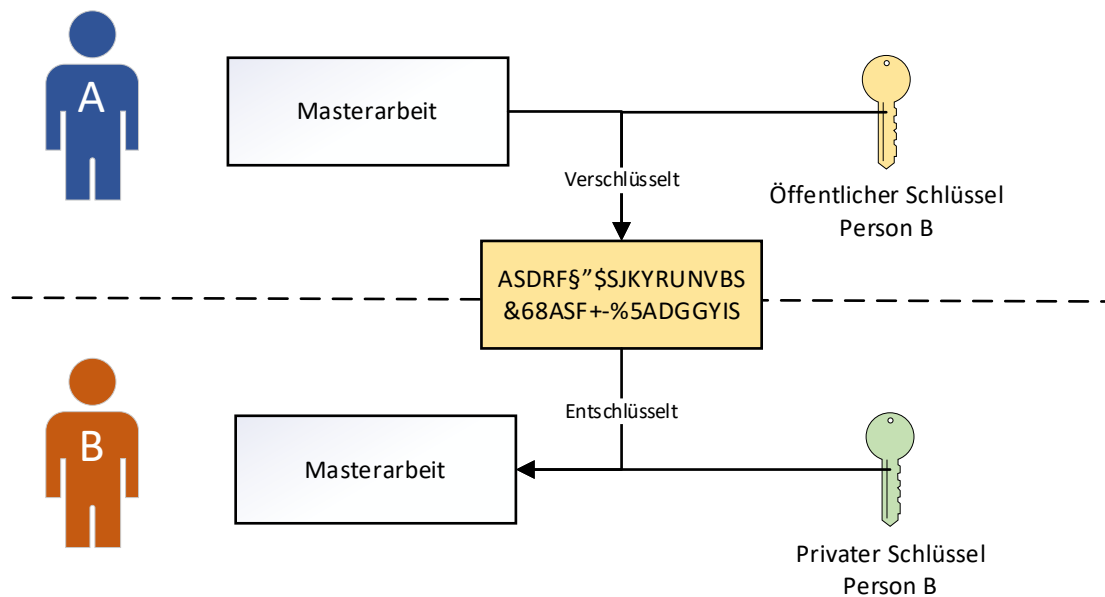 A
Masterarbeit
Verschlüsselt
Öffentlicher Schlüssel
Person B
ASDRF§”$SJKYRUNVBS
&68ASF+-%5ADGGYIS
B
Entschlüsselt
Masterarbeit
Privater Schlüssel
Person B